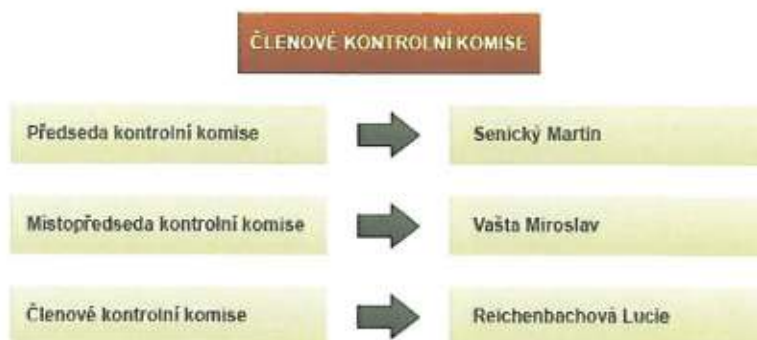 ČLENOVÉ KONTROLNÍ KOMISE
Předseda kontrolní komise
Senický Martin
Místopředseda kontrolní komise
Vašta Miroslav
Členové kontrolní komise
Reichenbachová Lucie